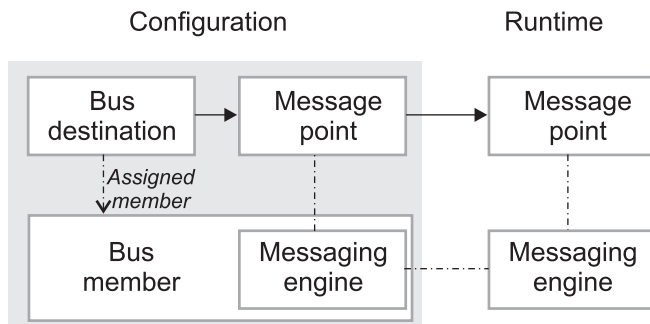 Configuration
Runtime
Bus
destination
Message
point
Message
point
Assigned
member
Bus
member
Messaging
engine
Messaging
engine